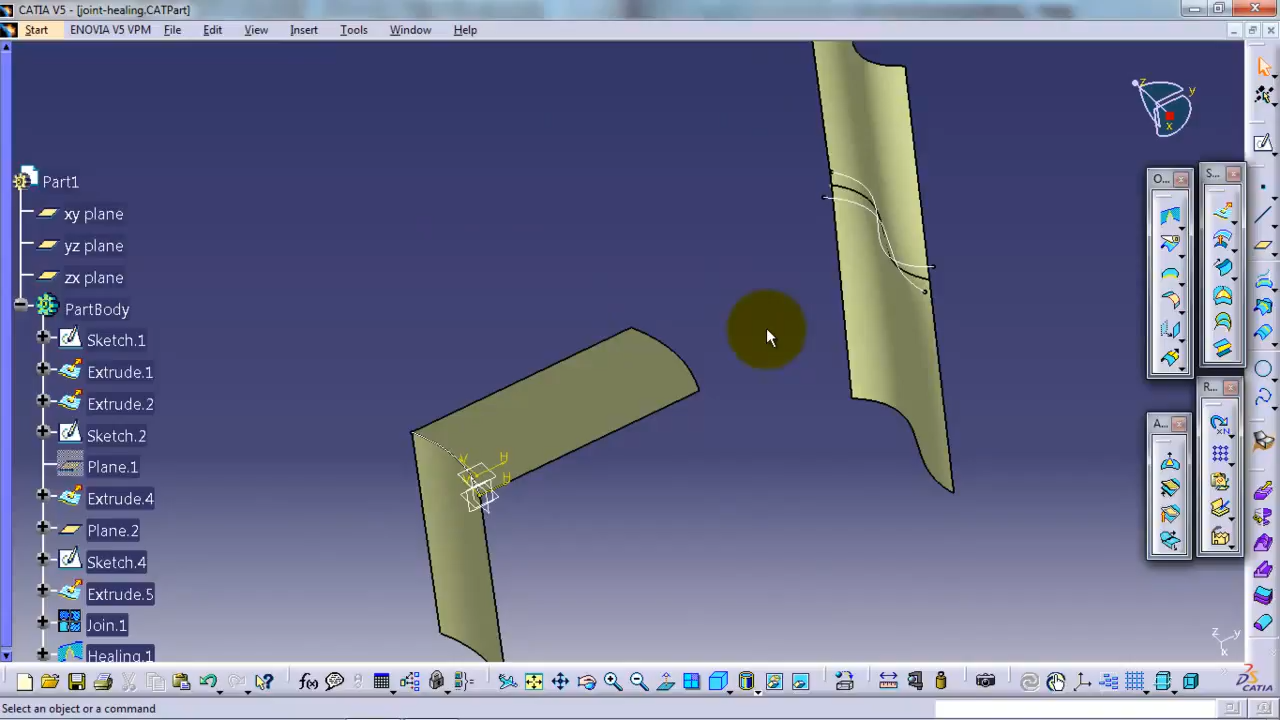 CATIA V5 - [joint-healing.CATPart]
Start ENOVIA V5 VPM File Edit View Insert Tools Window Help
z
y
x
Part1
O...
S...
xy plane
yz plane
zx plane
PartBody
Sketch.1
Extrude.1
R...
Extrude.2
A...
Sketch.2
Plane.1
V H
H
Extrude.4
Plane.2
Sketch.4
Extrude.5
Join.1
Healing.1
z y
x
f(x)
CATIA
Select an object or a command